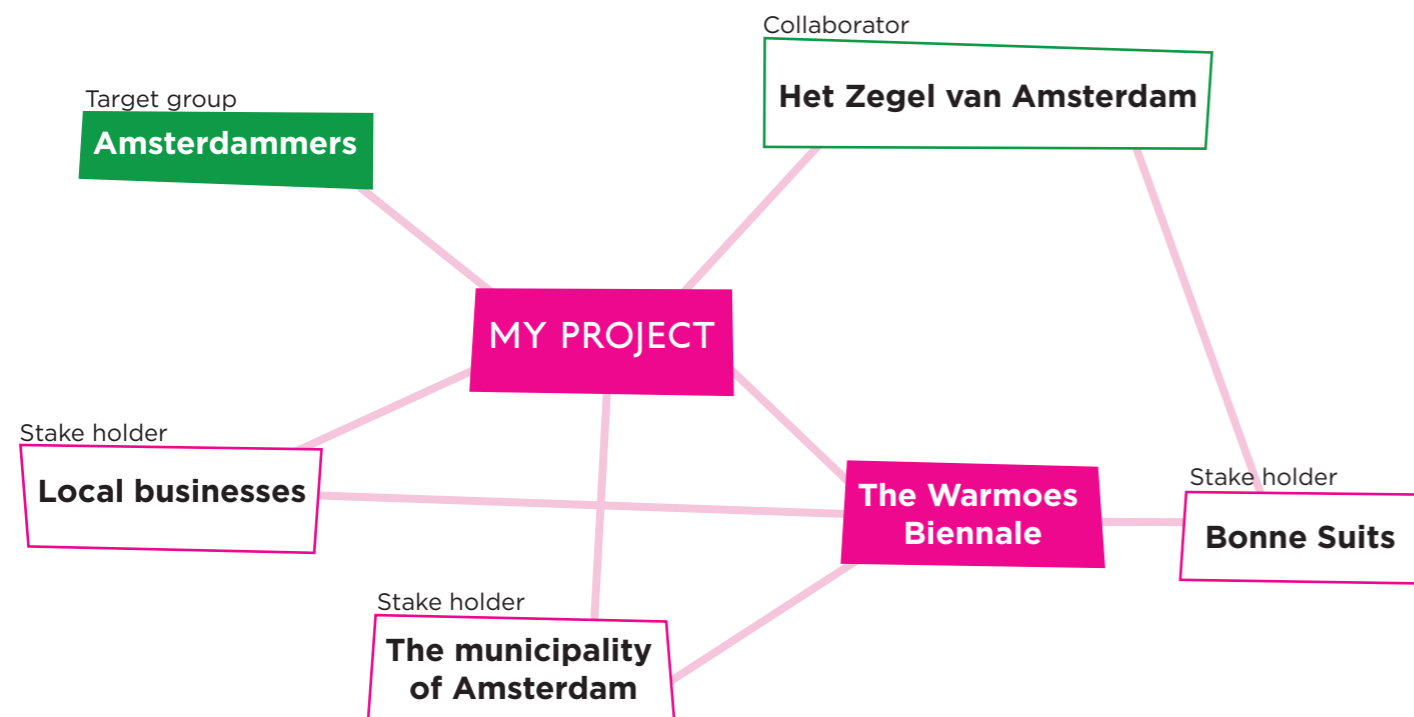 Collaborator
Het Zegel van Amsterdam
Target group
Amsterdammers
MY PROJECT
Stake holder
Local businesses
The Warmoes
Biennale
Stake holder
Bonne Suits
Stake holder
The municipality
of Amsterdam